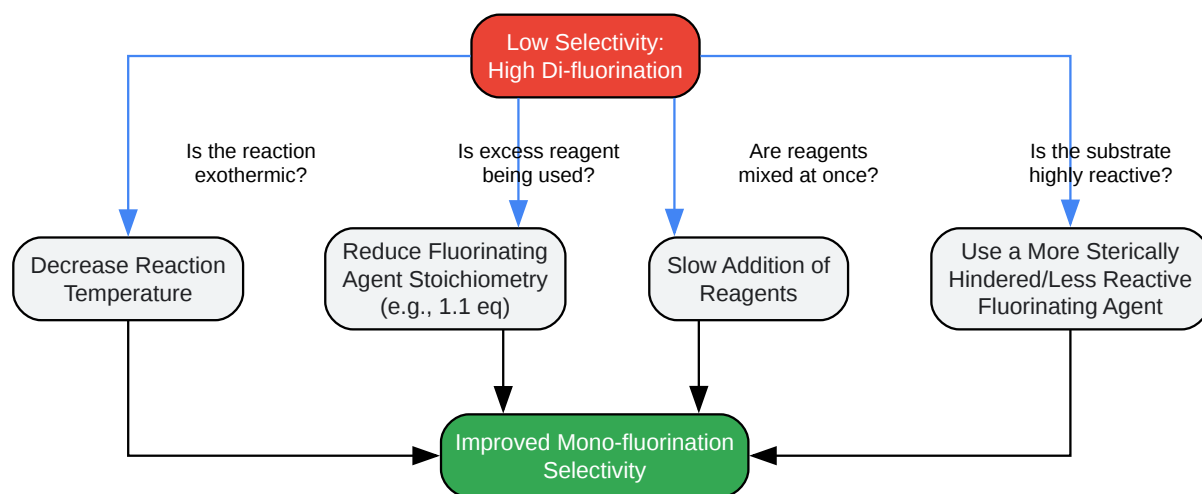 Low Selectivity:
High Di-fluorination
Is the reaction
exothermic?
Is excess reagent
being used?
Are reagents
mixed at once?
Is the substrate
highly reactive?
Decrease Reaction
Temperature
Reduce Fluorinating
Agent Stoichiometry
(e.g., 1.1 eq)
Slow Addition of
Reagents
Use a More Sterically
Hindered/Less Reactive
Fluorinating Agent
Improved Mono-fluorination
Selectivity